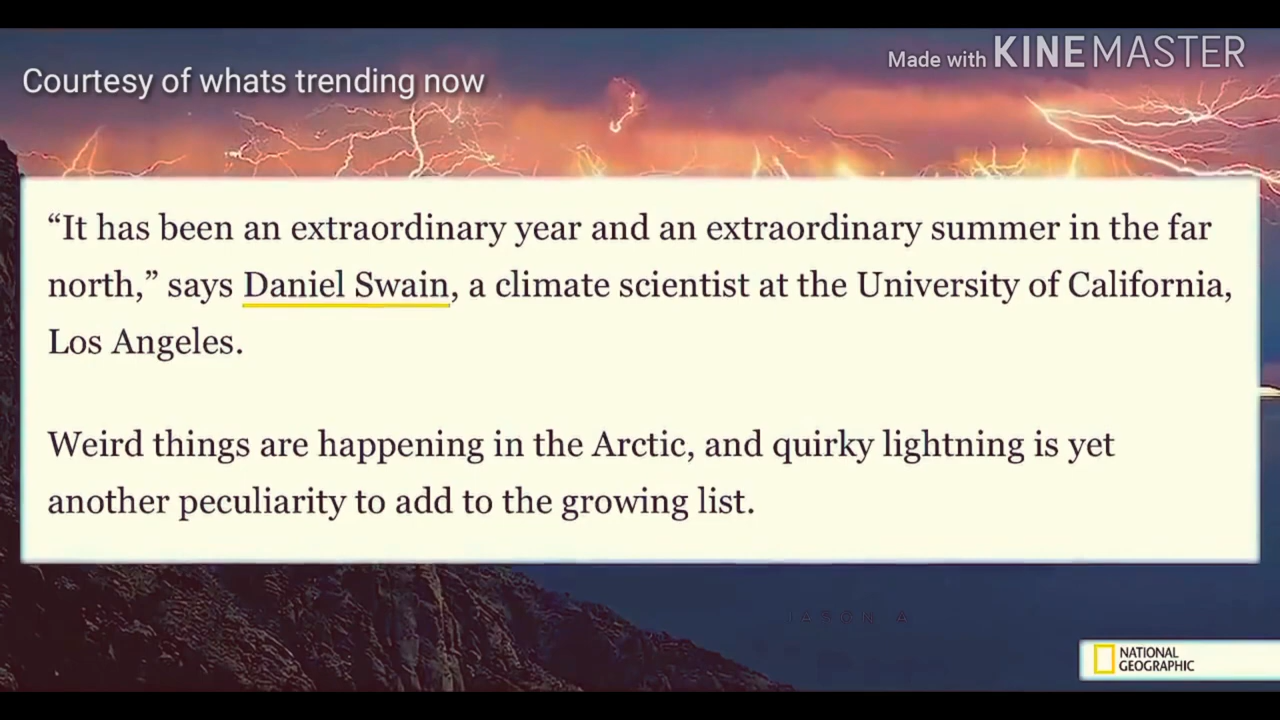 Made with KINEMASTER
Courtesy of whats trending now
“It has been an extraordinary year and an extraordinary summer in the far
north,” says Daniel Swain, a climate scientist at the University of California,
Los Angeles.
Weird things are happening in the Arctic, and quirky lightning is yet
another peculiarity to add to the growing list.
JASON A
NATIONAL
GEOGRAPHIC